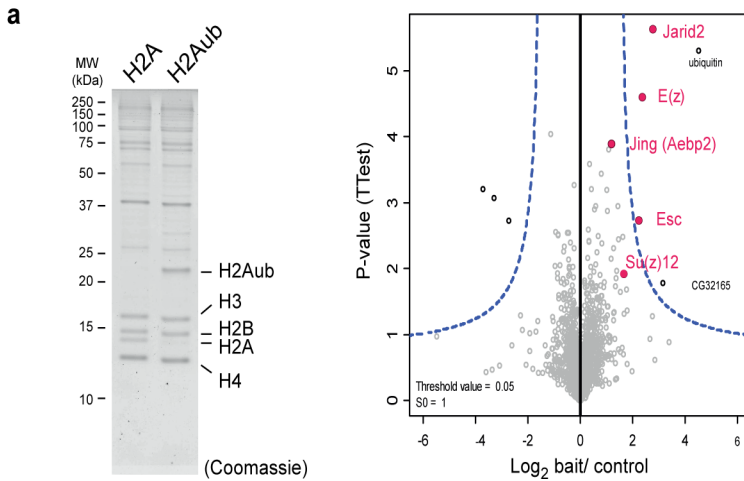 a
MW
(kDa)
H2A
H2Aub
250
150
100
75
50
37
25
20
15
10
H2Aub
H3
H2B
H2A
H4
(Coomassie)
P-value (TTest)
5
4
3
2
1
0
Jarid2
ubiquitin
E(z)
Jing (Aebp2)
Esc
Su(z)12
CG32165
Threshold value = 0.05
S0 = 1
-6 -4 -2 0 2 4 6
Log2 bait/ control